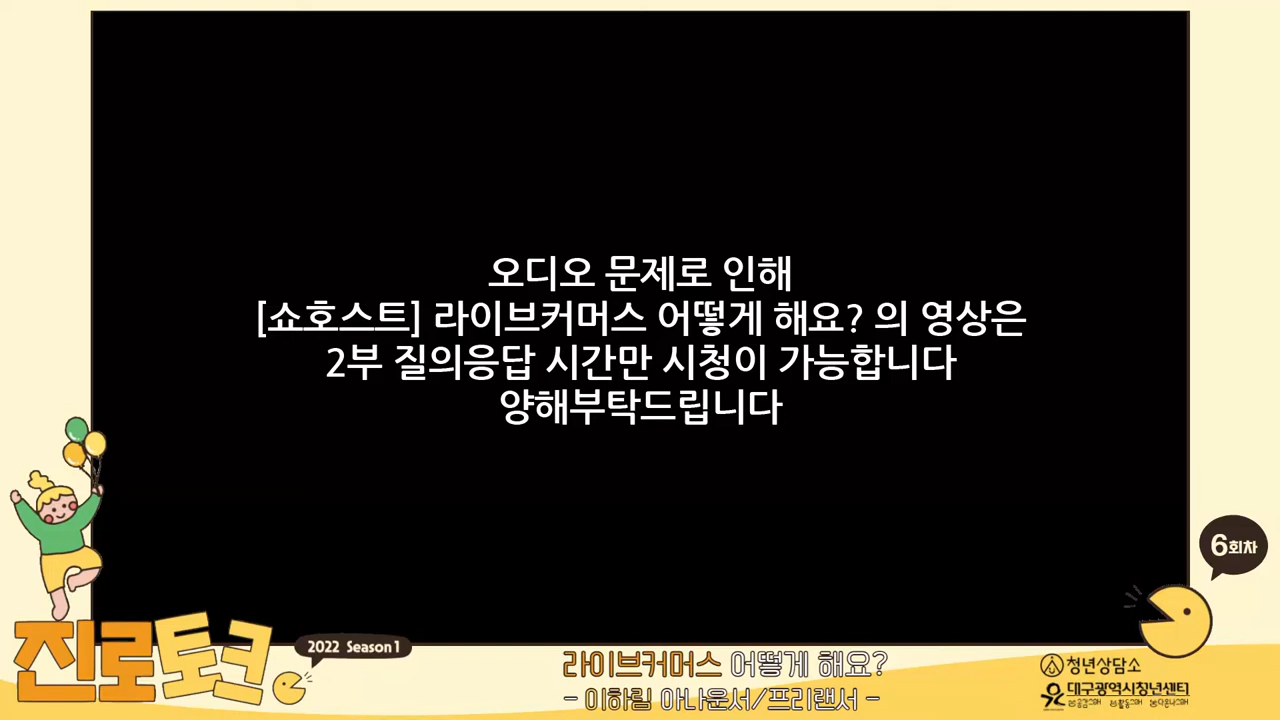 오디오 문제로 인해
[쇼호스트] 라이브커머스 어떻게 해요? 의 영상은
2부 질의응답 시간만 시청이 가능합니다
양해부탁드립니다
6회차
진로토크
2022 Season 1
라이브커머스 어떻게 해요?
- 이하림 아나운서/프리랜서 -
청년상담소
대구광역시청년센터